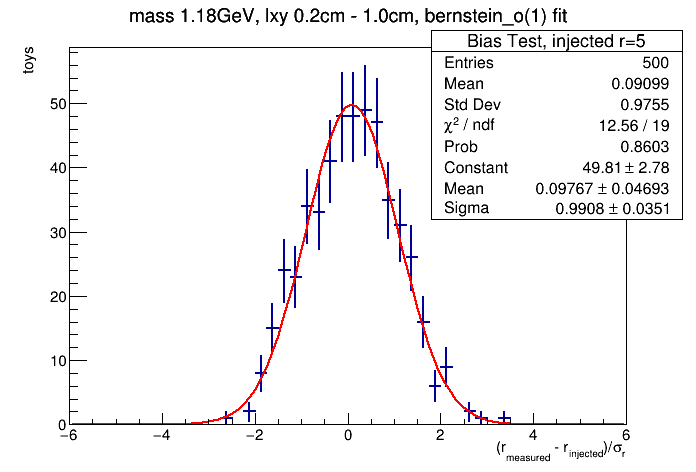 mass 1.18GeV, lxy 0.2cm - 1.0cm, bernstein_o(1) fit
toys
Bias Test, injected r=5
Entries 500
Mean 0.09099
Std Dev 0.9755
χ² / ndf 12.56 / 19
Prob 0.8603
Constant 49.81 ± 2.78
Mean 0.09767 ± 0.04693
Sigma 0.9908 ± 0.0351
50
40
30
20
10
0
−6 −4 −2 0 2 4 6
(r_measured - r_injected)/σ_r